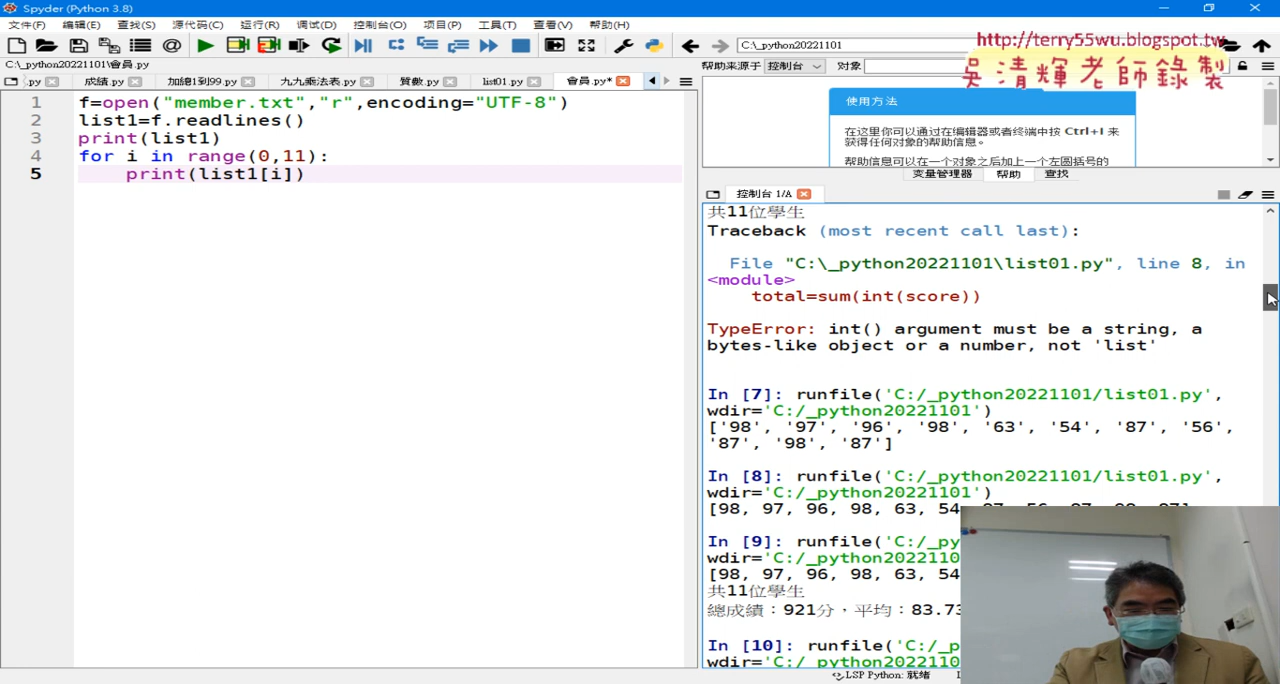 Spyder (Python 3.8)
文件(F) 编辑(E) 查找(S) 源代码(C) 运行(R) 调试(D) 控制台(O) 项目(P) 工具(T) 查看(V) 帮助(H)
C:\_python20221101
http://terry55wu.blogspot.tw
吳清輝老師錄製
C:\_python20221101\會員.py
.py 成績.py 加總1到99.py 九九乘法表.py 質數.py list01.py 會員.py*
1 f=open("member.txt","r",encoding="UTF-8")
2 list1=f.readlines()
3 print(list1)
4 for i in range(0,11):
5 print(list1[i])
帮助来源于 控制台 对象
使用方法
在这里你可以通过在编辑器或者终端中按 Ctrl+I 来
获得任何对象的帮助信息。
帮助信息可以在一个对象之后加上一个左圆括号的
变量管理器 帮助 查找
控制台 1/A
共11位學生
Traceback (most recent call last):
File "C:\_python20221101\list01.py", line 8, in
<module>
total=sum(int(score))
TypeError: int() argument must be a string, a
bytes-like object or a number, not 'list'
In [7]: runfile('C:/_python20221101/list01.py',
wdir='C:/_python20221101')
['98', '97', '96', '98', '63', '54', '87', '56',
'87', '98', '87']
In [8]: runfile('C:/_python20221101/list01.py',
wdir='C:/_python20221101')
[98, 97, 96, 98, 63, 54
In [9]: runfile('C:/_py
wdir='C:/_python2022110
[98, 97, 96, 98, 63, 54
共11位學生
總成績：921分，平均：83.73
In [10]: runfile('C:/_p
wdir='C:/_python2022110
LSP Python: 就绪